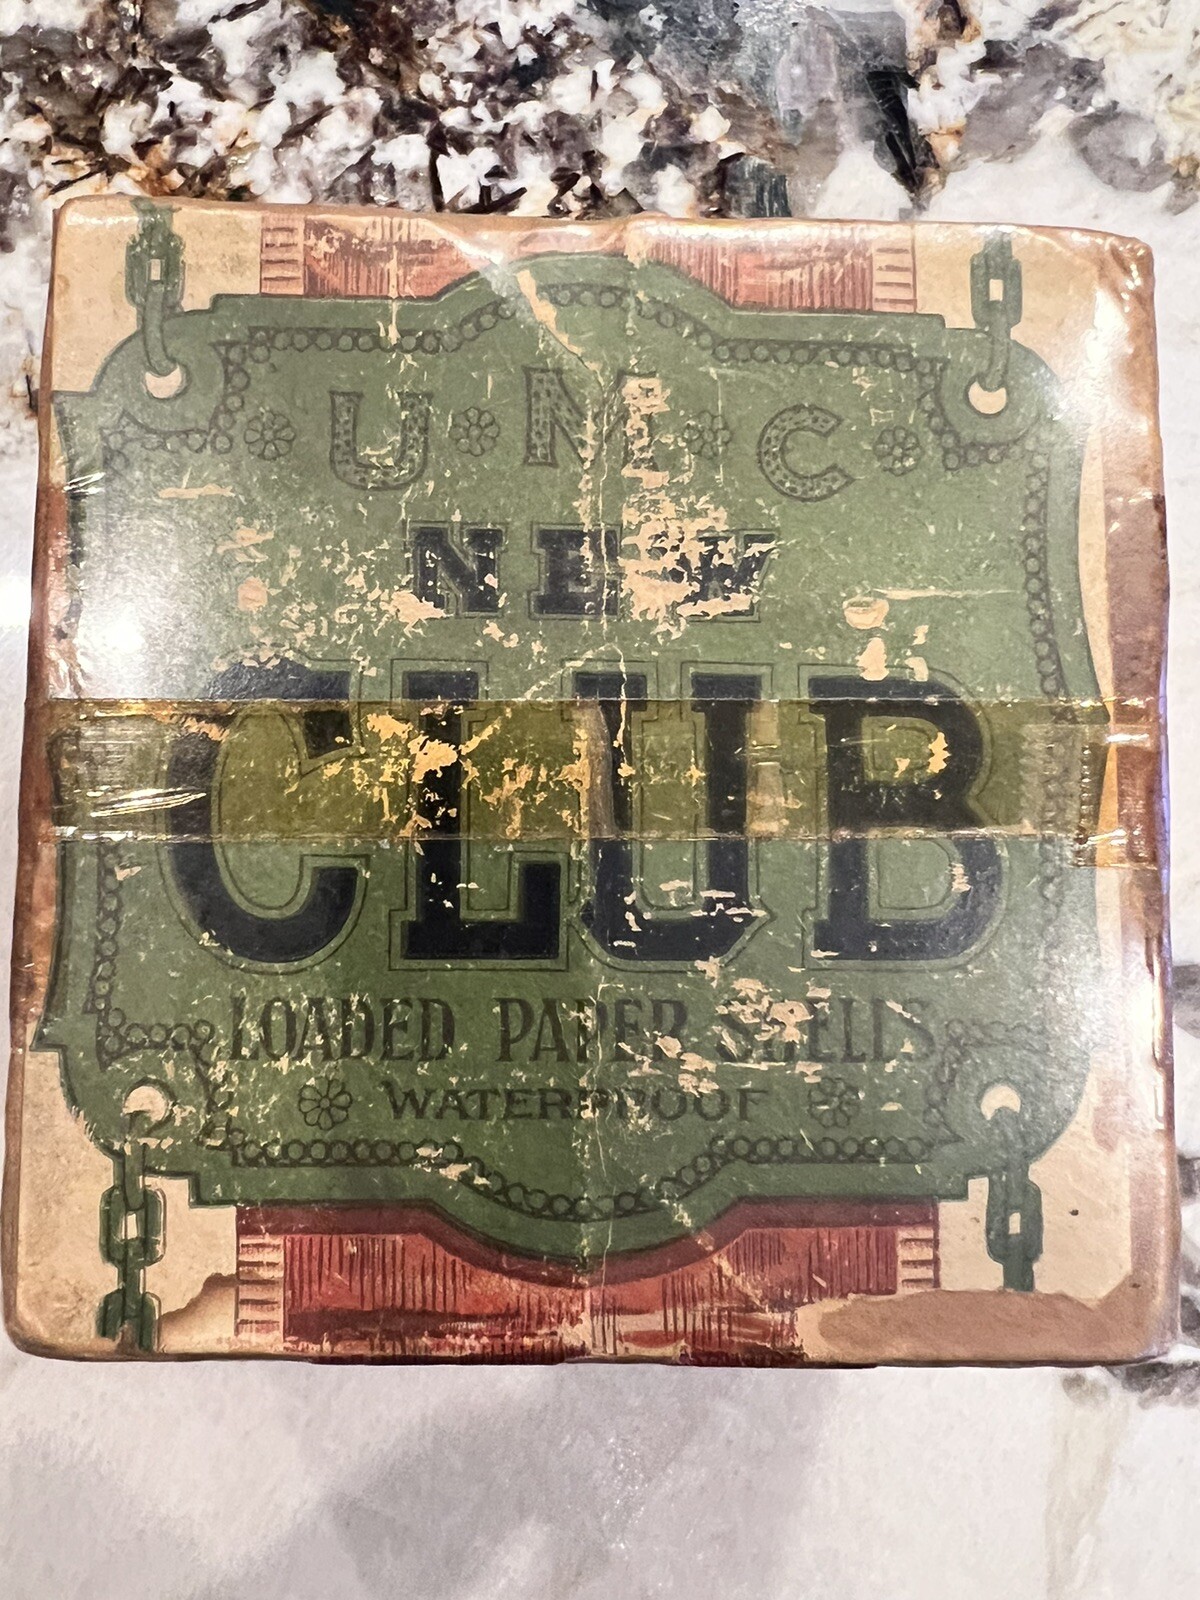 U · M · C
NEW
CLUB
LOADED PAPER SHELLS
WATERPROOF